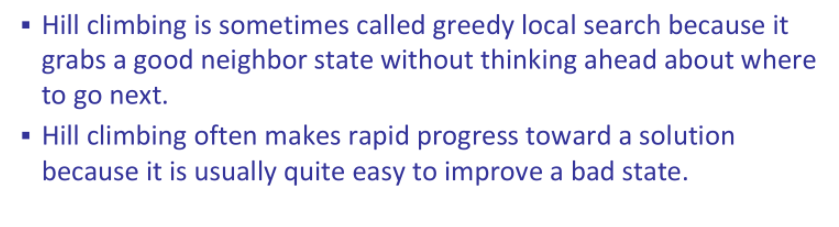 ▪ Hill climbing is sometimes called greedy local search because it
grabs a good neighbor state without thinking ahead about where
to go next.
▪ Hill climbing often makes rapid progress toward a solution
because it is usually quite easy to improve a bad state.